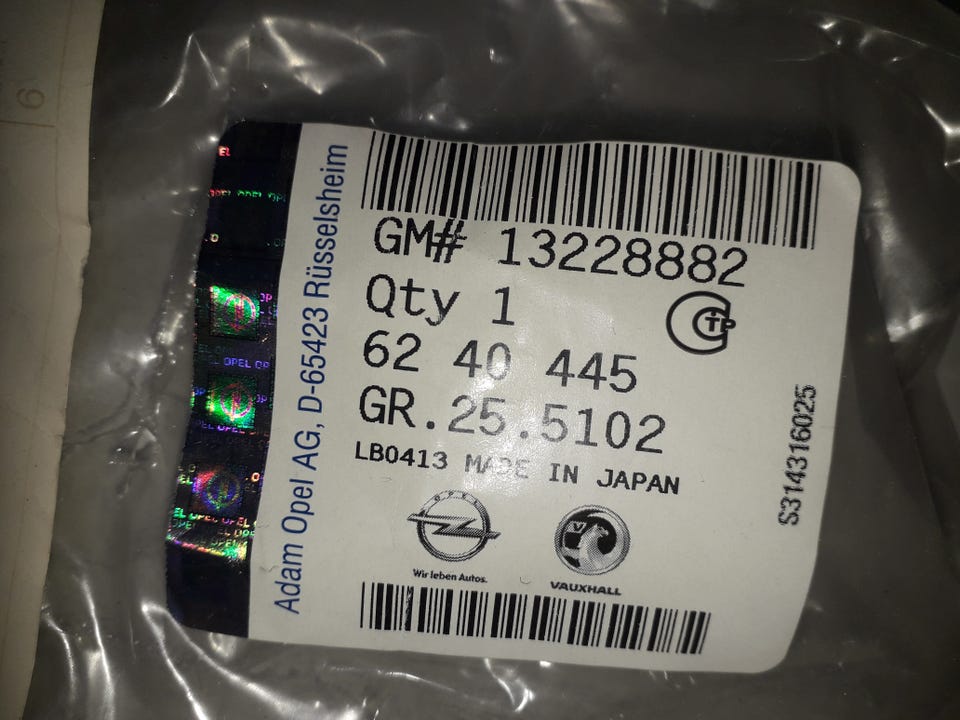 Adam Opel AG, D-65423 Rüsselsheim
GM# 13228882
Qty 1
62 40 445
GR.25.5102
LB0413 MADE IN JAPAN
S314316025
OPEL
Wir leben Autos.
VAUXHALL